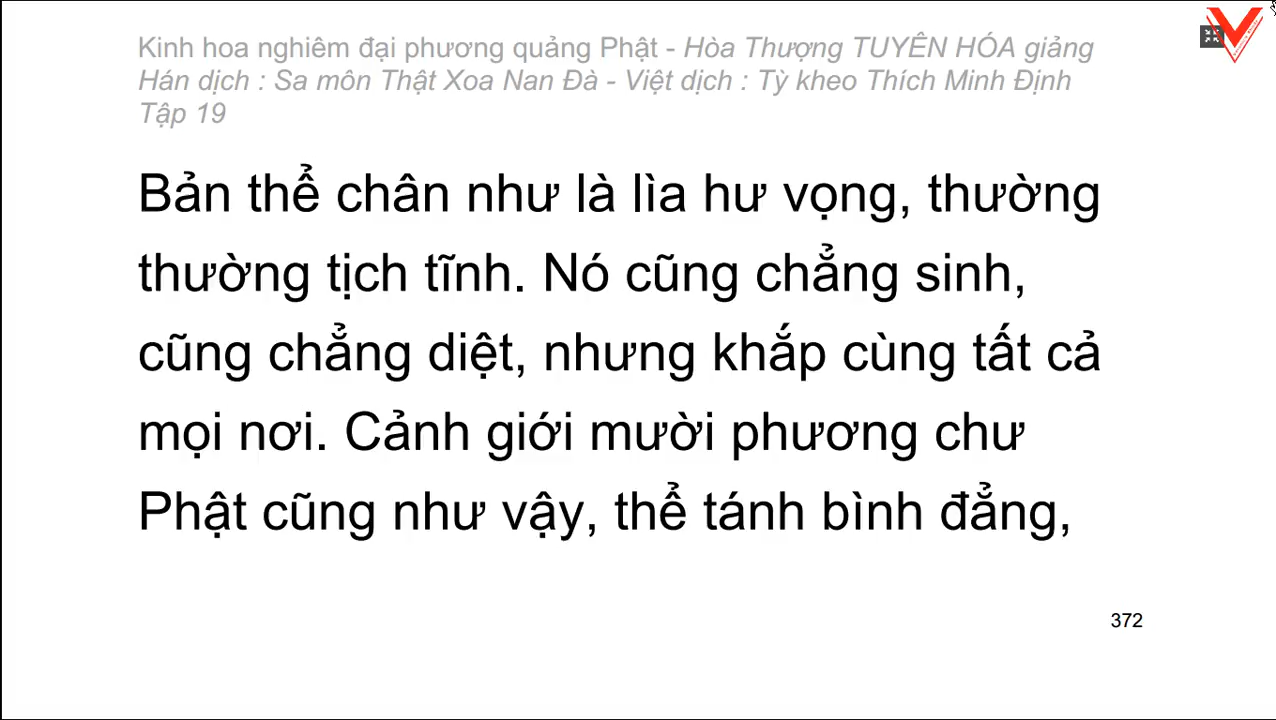 Kinh hoa nghiêm đại phương quảng Phật - Hòa Thượng TUYÊN HÓA giảng
Hán dịch : Sa môn Thật Xoa Nan Đà - Việt dịch : Tỳ kheo Thích Minh Định
Tập 19
Bản thể chân như là lìa hư vọng, thường
thường tịch tĩnh. Nó cũng chẳng sinh,
cũng chẳng diệt, nhưng khắp cùng tất cả
mọi nơi. Cảnh giới mười phương chư
Phật cũng như vậy, thể tánh bình đẳng,
372